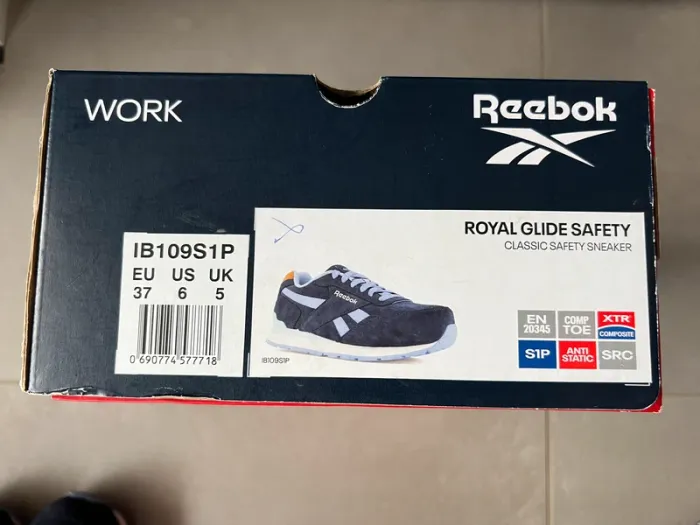 WORK
Reebok
IB109S1P
EU US UK
37 6 5
0 690774 577718
ROYAL GLIDE SAFETY
CLASSIC SAFETY SNEAKER
Reebok
IB109S1P
EN 20345
COMP TOE
XTR COMPOSITE
S1P
ANTI STATIC
SRC